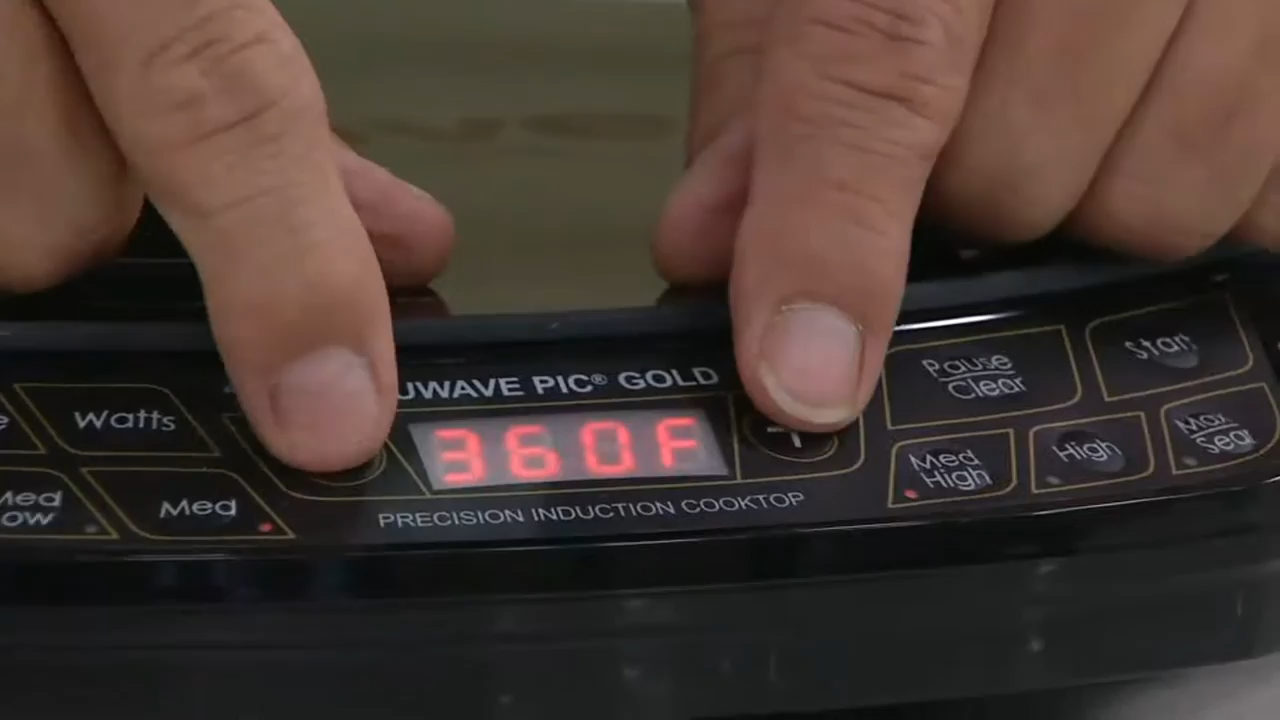 UWAVE PIC® GOLD
Pause
Clear
Start
Watts
360F
+
Med
High
High
Max
Sear
Med
PRECISION INDUCTION COOKTOP